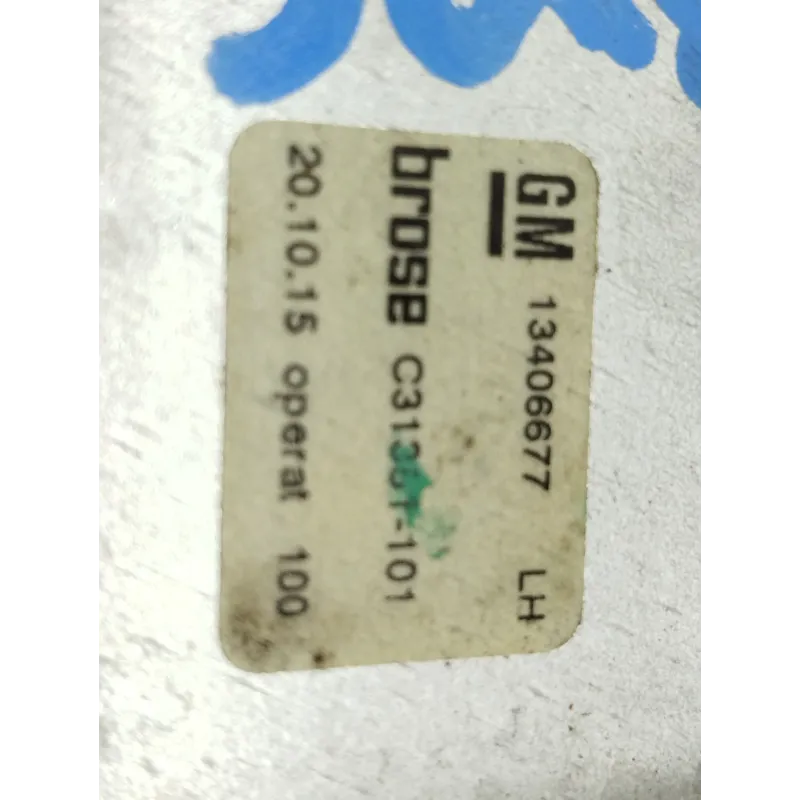 GM 13406677 LH
brose
20.10.15 operat 100